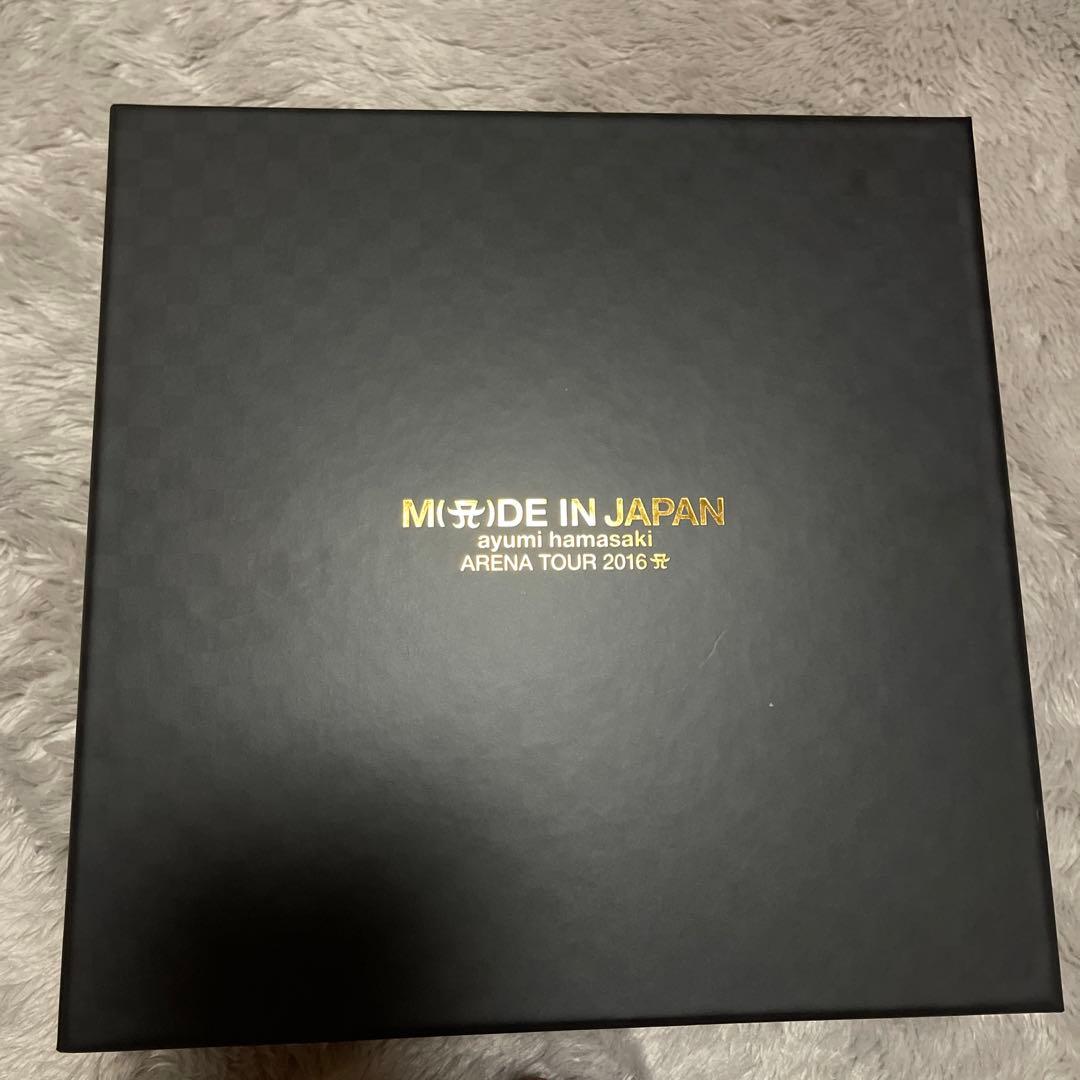 M(A)DE IN JAPAN
ayumi hamasaki
ARENA TOUR 2016 A